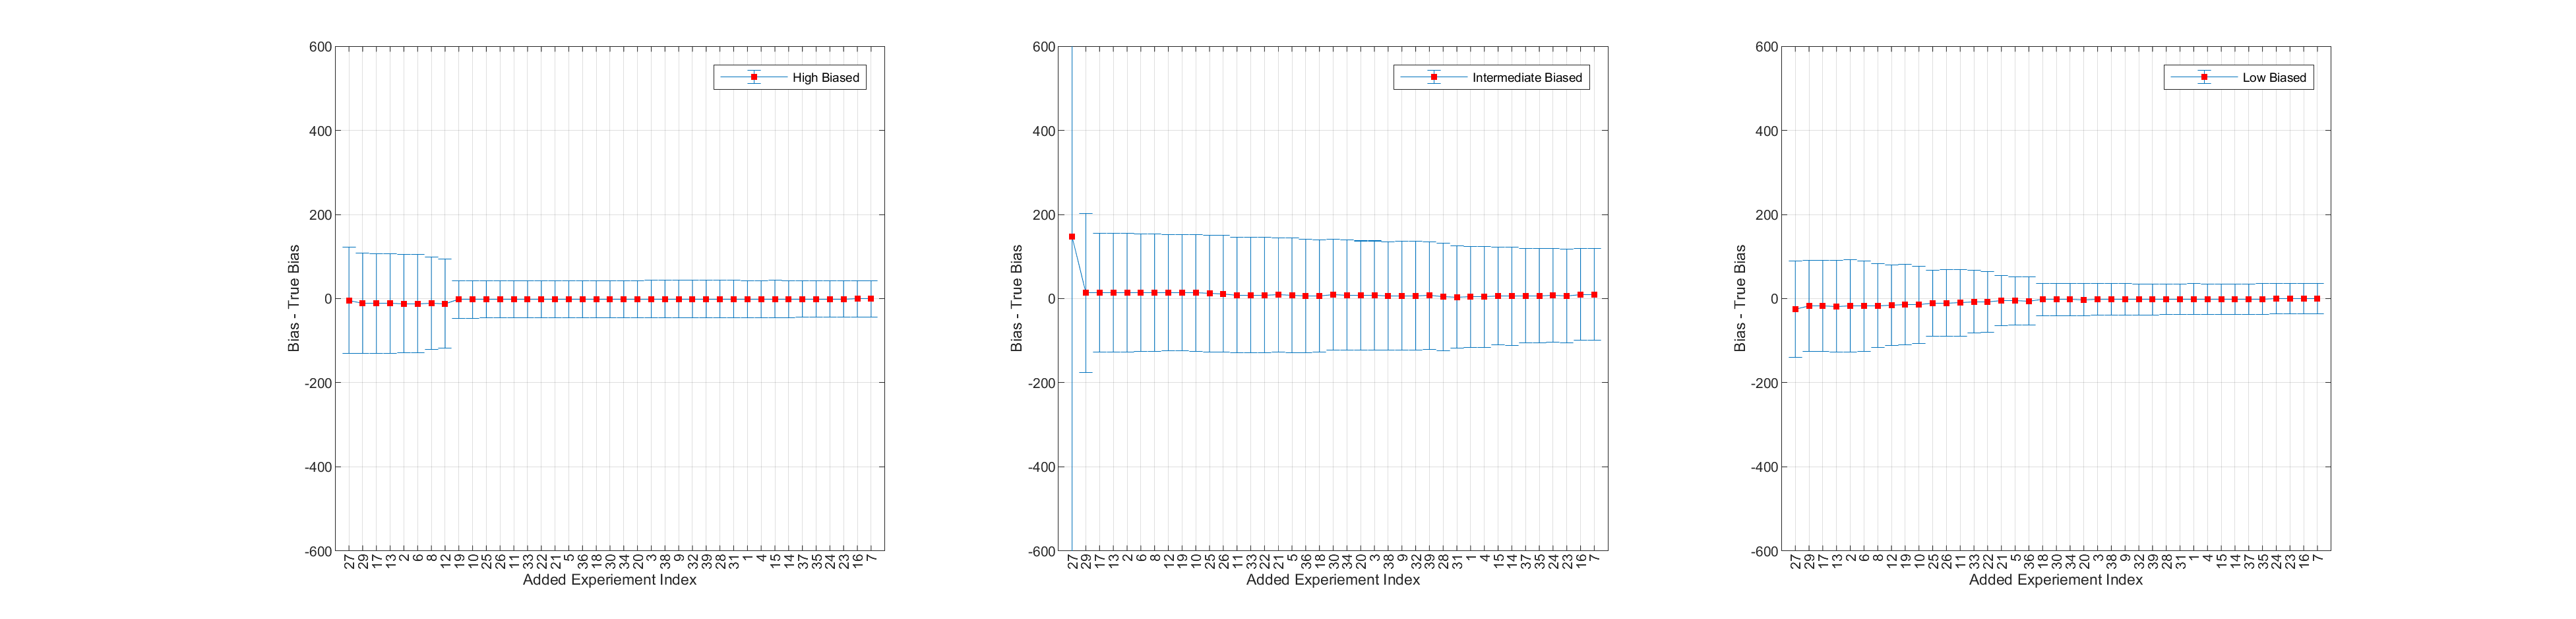 600
400
200
0
-200
-400
-600
Bias - True Bias
High Biased
27 29 17 13 2 6 8 12 19 10 25 26 11 33 22 21 5 36 18 30 34 20 3 38 9 32 39 28 31 1 4 15 14 37 35 24 23 16 7
Added Experiement Index
600
400
200
0
-200
-400
-600
Bias - True Bias
Intermediate Biased
27 29 17 13 2 6 8 12 19 10 25 26 11 33 22 21 5 36 18 30 34 20 3 38 9 32 39 28 31 1 4 15 14 37 35 24 23 16 7
Added Experiement Index
600
400
200
0
-200
-400
-600
Bias - True Bias
Low Biased
27 29 17 13 2 6 8 12 19 10 25 26 11 33 22 21 5 36 18 30 34 20 3 38 9 32 39 28 31 1 4 15 14 37 35 24 23 16 7
Added Experiement Index